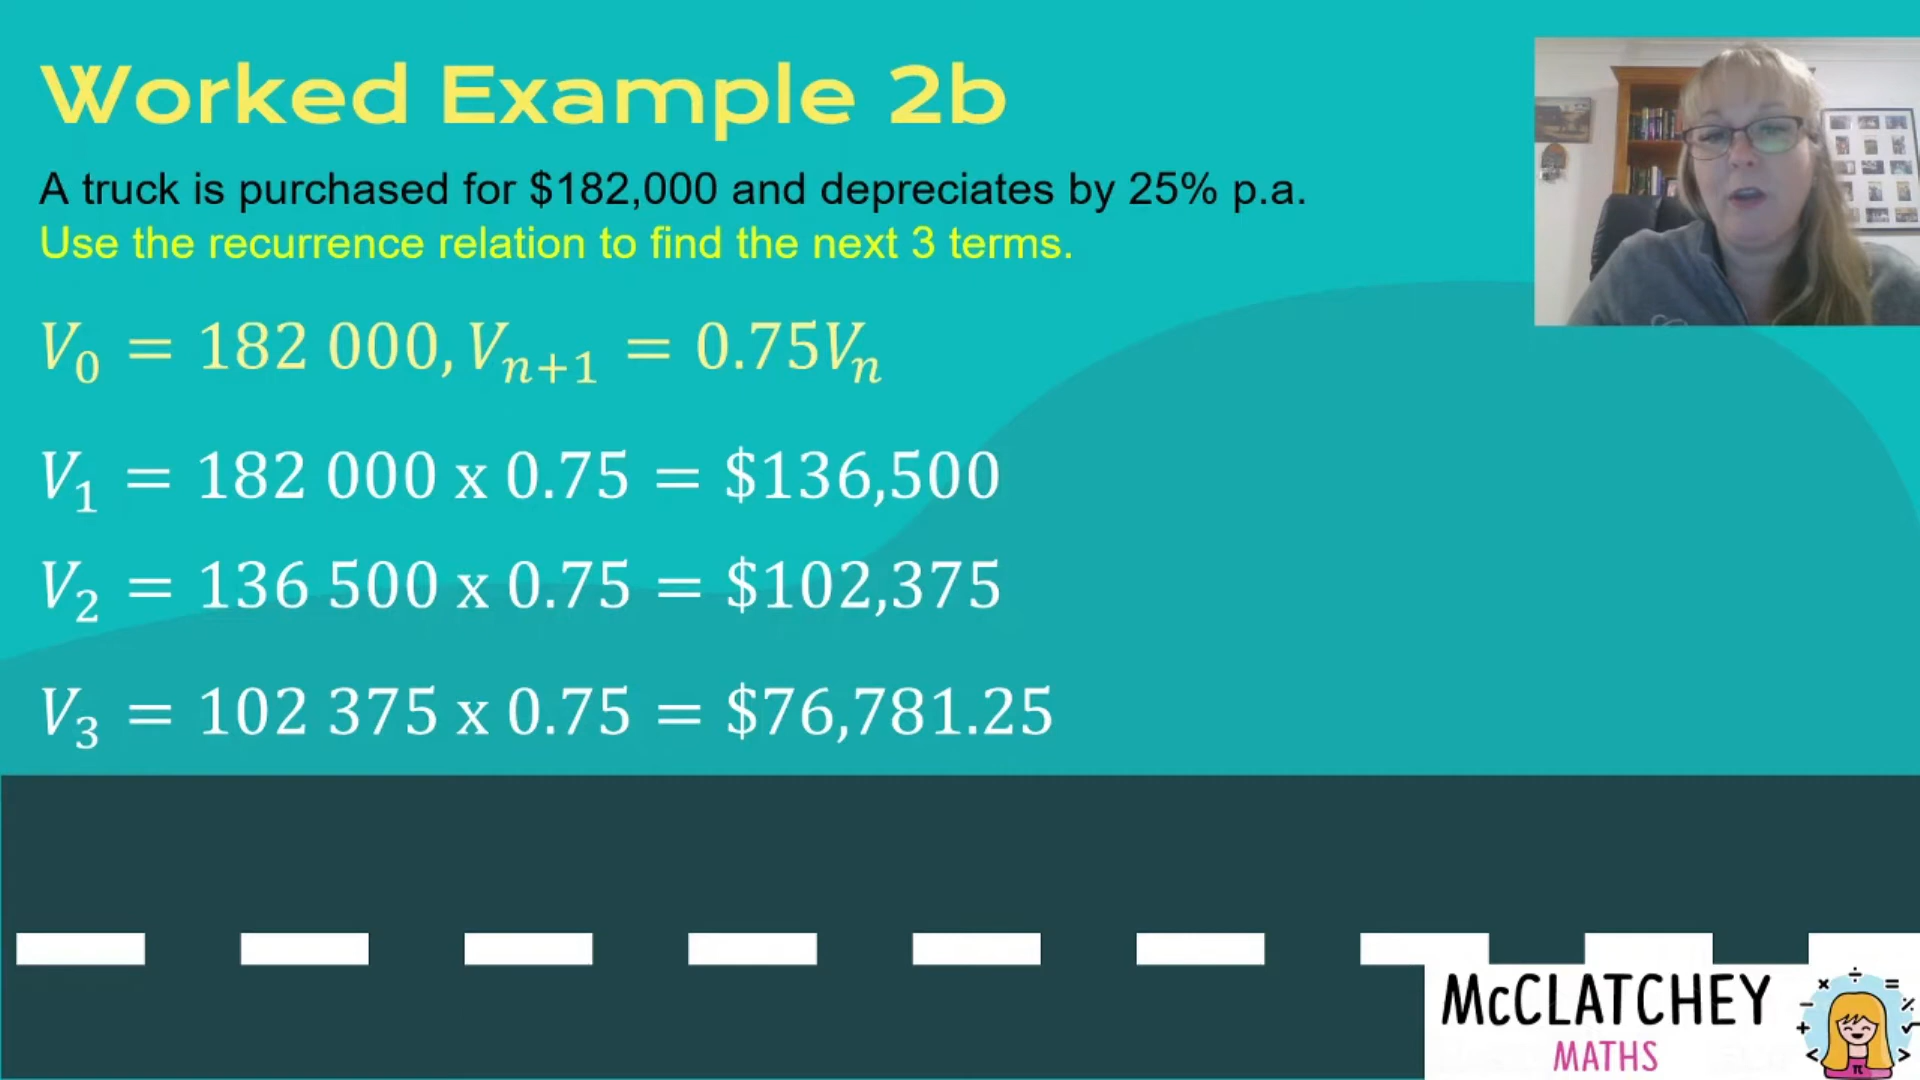 Worked Example 2b
A truck is purchased for $182,000 and depreciates by 25% p.a.
Use the recurrence relation to find the next 3 terms.
V₀ = 182 000, Vₙ₊₁ = 0.75Vₙ
V₁ = 182 000 x 0.75 = $136,500
V₂ = 136 500 x 0.75 = $102,375
V₃ = 102 375 x 0.75 = $76,781.25
McCLATCHEY
MATHS